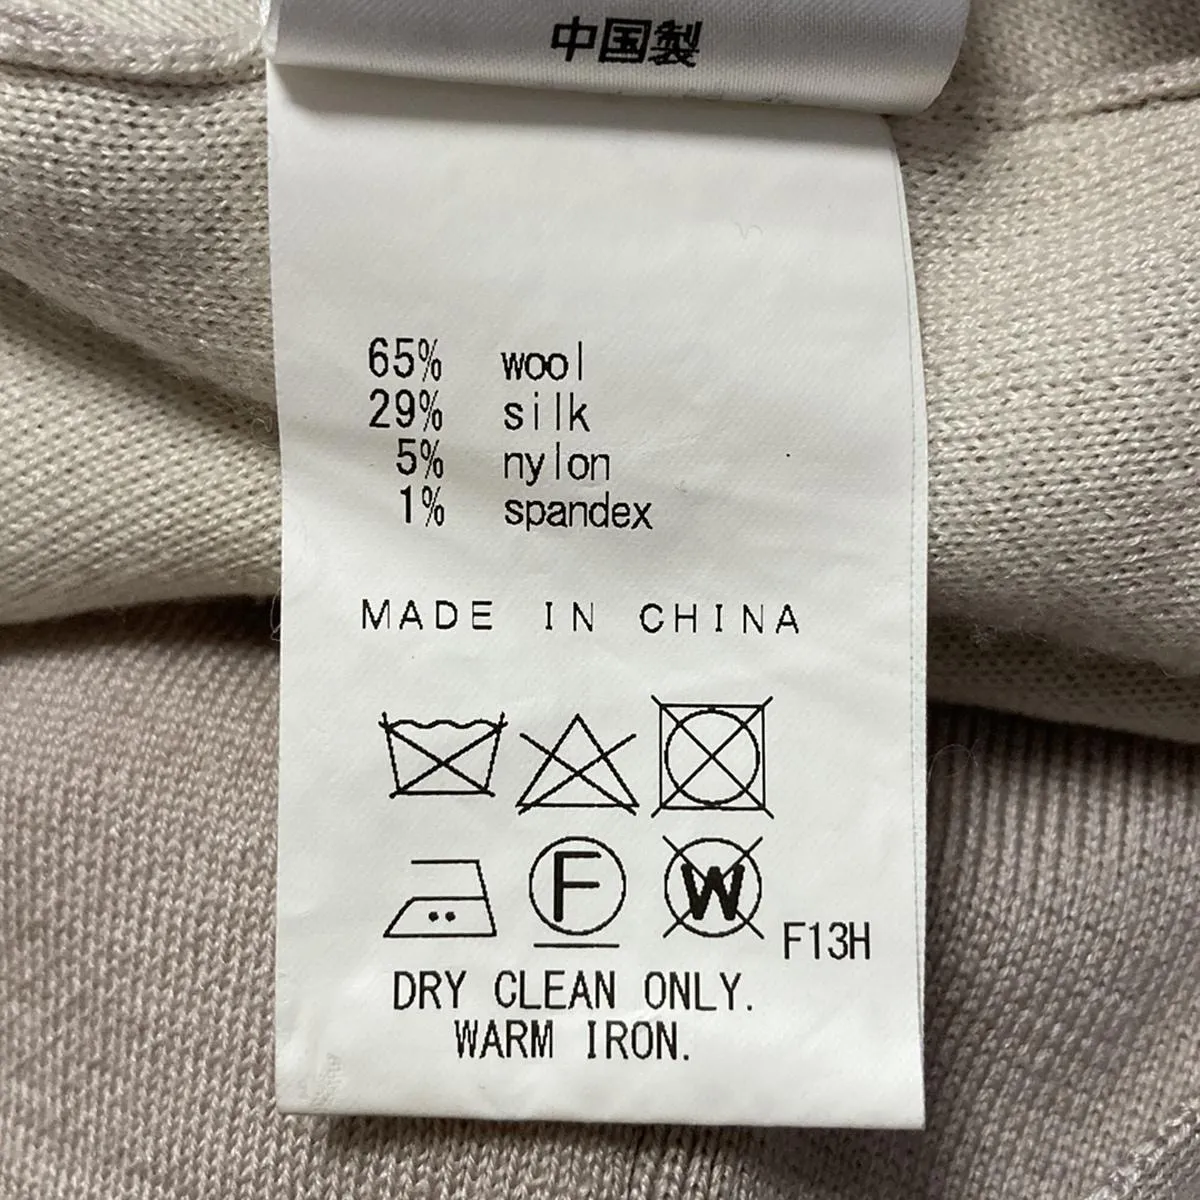 中国製
65% wool
29% silk
5% nylon
1% spandex
MADE IN CHINA
F W F13H
DRY CLEAN ONLY.
WARM IRON.